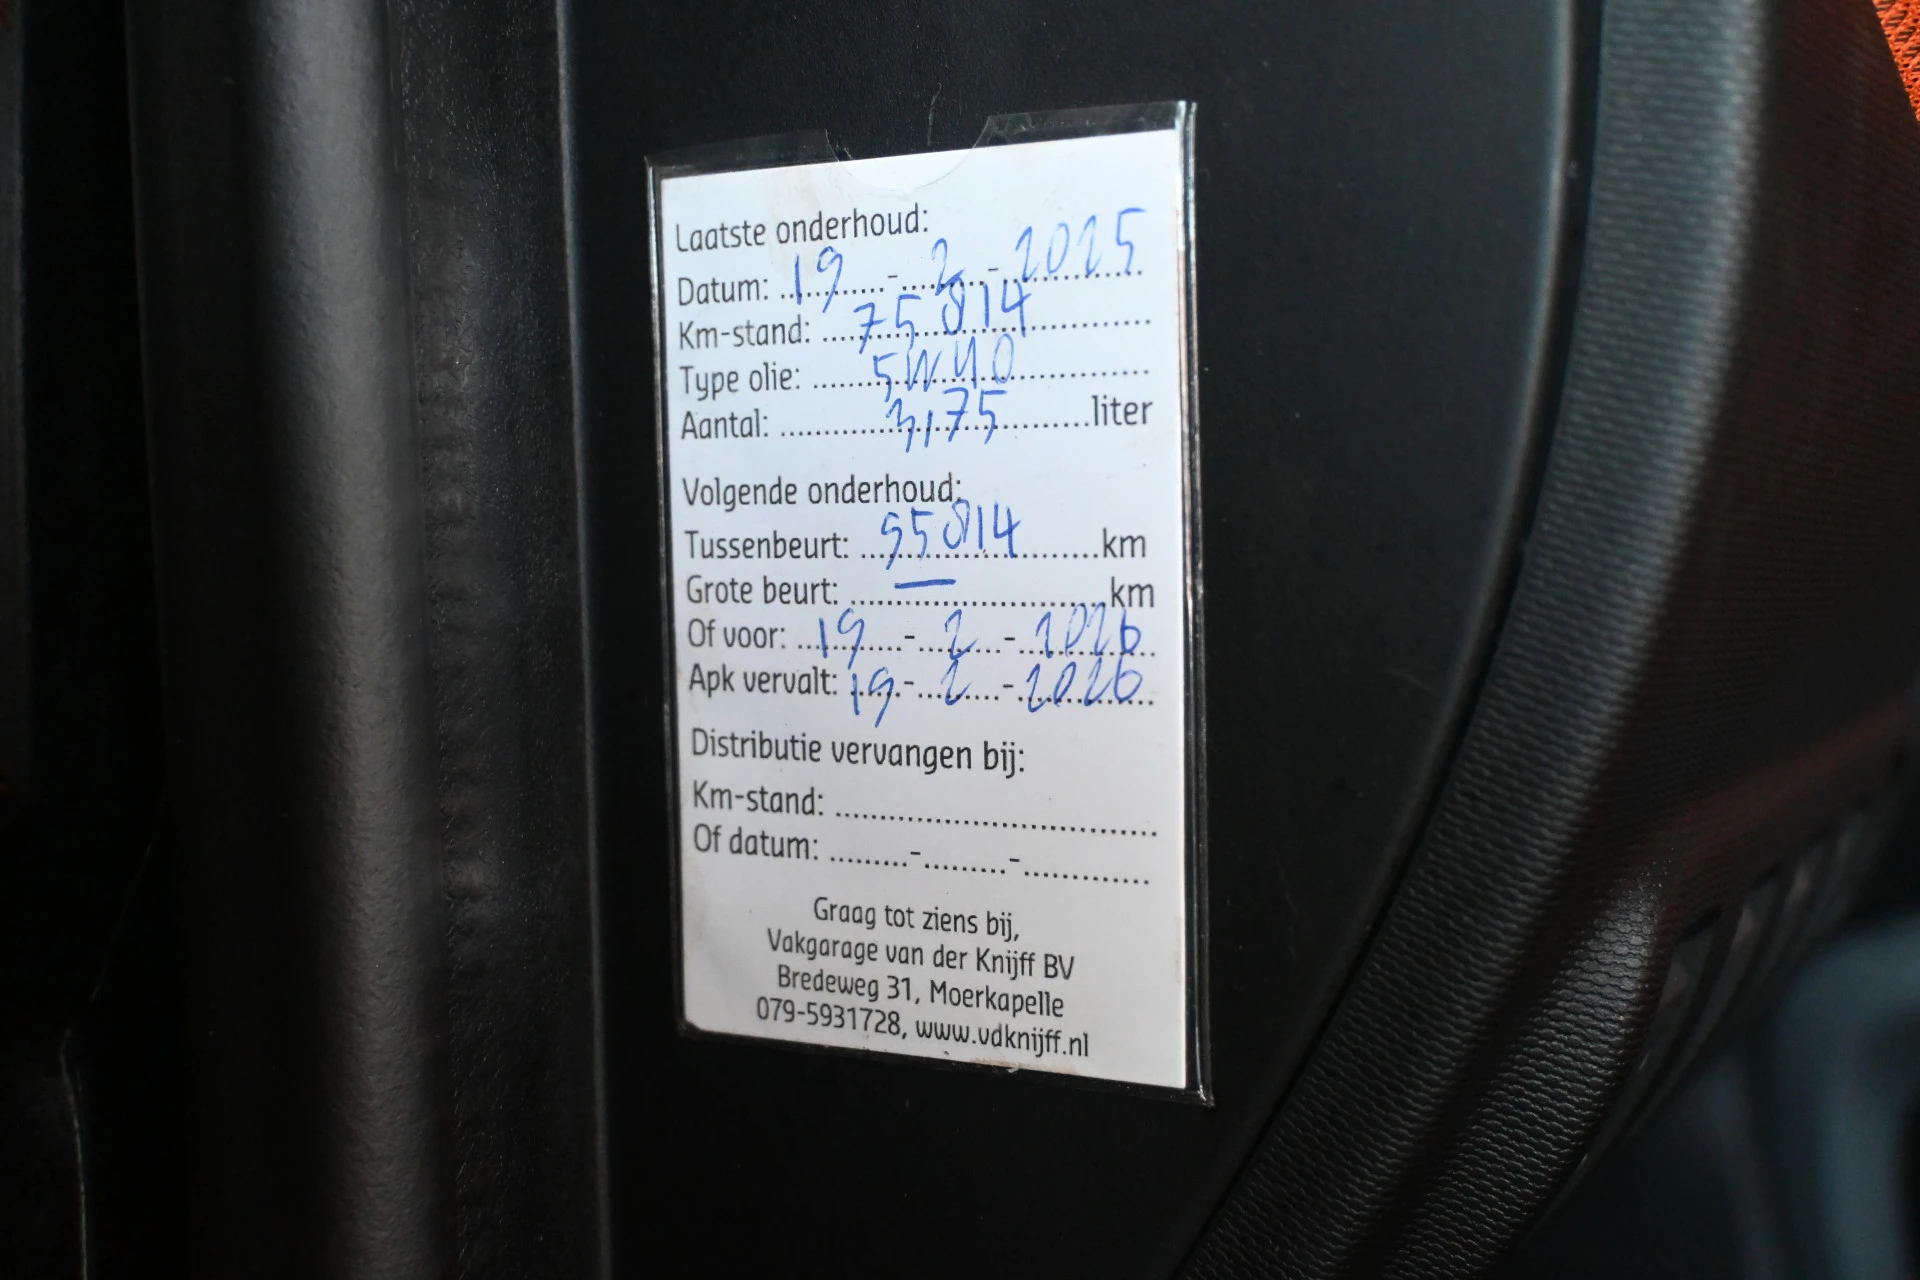 Laatste onderhoud:
Datum: 19 - 2 - 2025
Km-stand: 75814
Type olie: 5W40
Aantal: 3,75 liter
Volgende onderhoud:
Tussenbeurt: 95814 km
Grote beurt: — km
Of voor: 19 - 2 - 2026
Apk vervalt: 19 - 2 - 2026
Distributie vervangen bij:
Km-stand: ..............................
Of datum: .........-.........-.............
Graag tot ziens bij,
Vakgarage van der Knijff BV
Bredeweg 31, Moerkapelle
079-5931728, www.vdknijff.nl